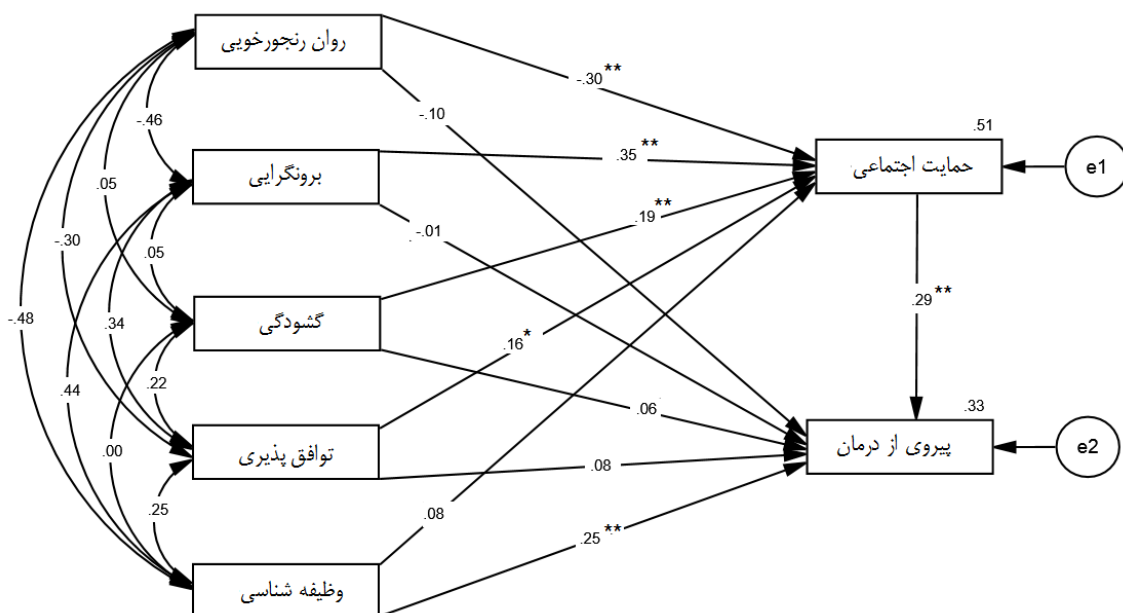 روان رنجورخویی
برونگرایی
گشودگی
توافق پذیری
وظیفه شناسی
حمایت اجتماعی
پیروی از درمان
e1
e2
.51
.33
-.30**
-.10
.35**
-.01
.19**
.06
.16*
.08
.08
.25**
.29**
-.46
.05
-.30
-.48
.05
.34
.44
.22
.00
.25